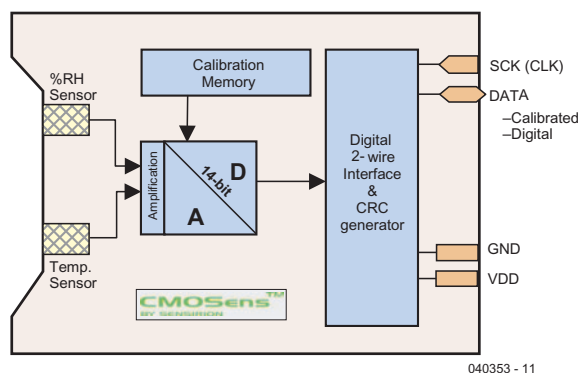 %RH
Sensor
Calibration
Memory
SCK (CLK)
DATA
–Calibrated
–Digital
Amplification
14-bit
D
A
Digital
2- wire
Interface
&
CRC
generator
GND
VDD
Temp.
Sensor
CMOSens™
BY SENSIRION
040353 - 11